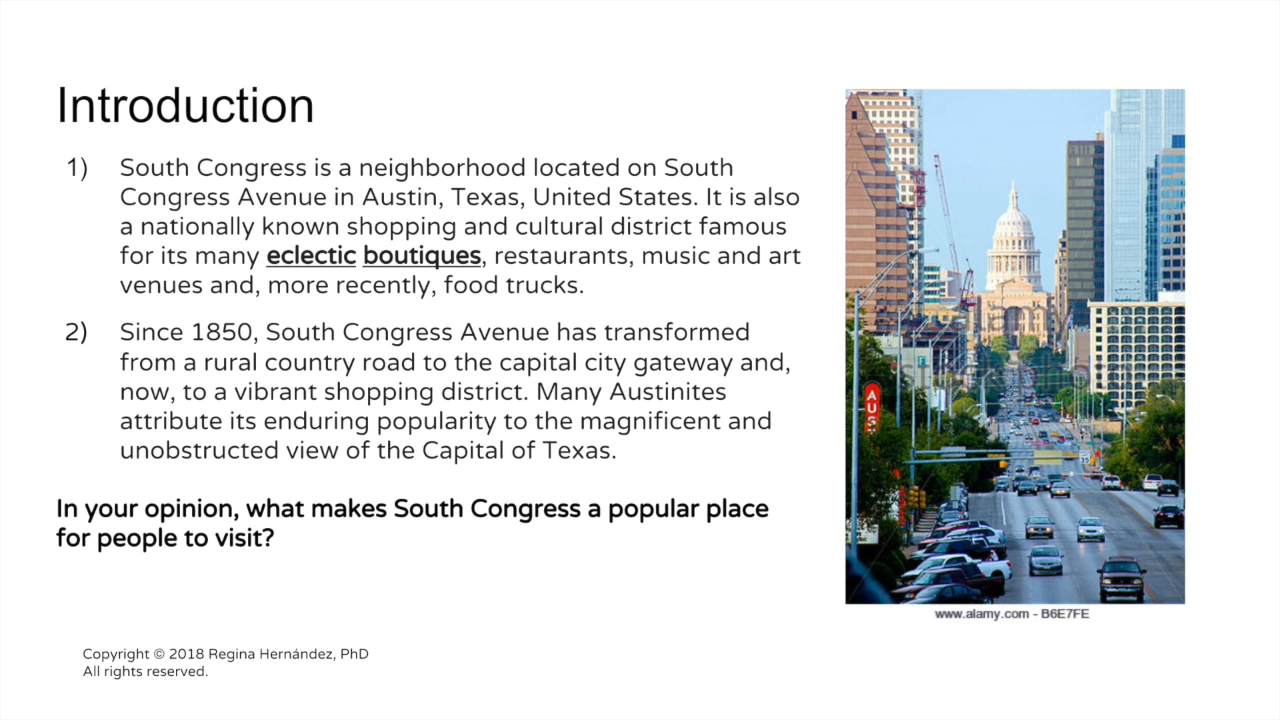 Introduction
1) South Congress is a neighborhood located on South
Congress Avenue in Austin, Texas, United States. It is also
a nationally known shopping and cultural district famous
for its many eclectic boutiques, restaurants, music and art
venues and, more recently, food trucks.
2) Since 1850, South Congress Avenue has transformed
from a rural country road to the capital city gateway and,
now, to a vibrant shopping district. Many Austinites
attribute its enduring popularity to the magnificent and
unobstructed view of the Capital of Texas.
In your opinion, what makes South Congress a popular place
for people to visit?
AUS
35
www.alamy.com - B6E7FE
Copyright © 2018 Regina Hernández, PhD
All rights reserved.